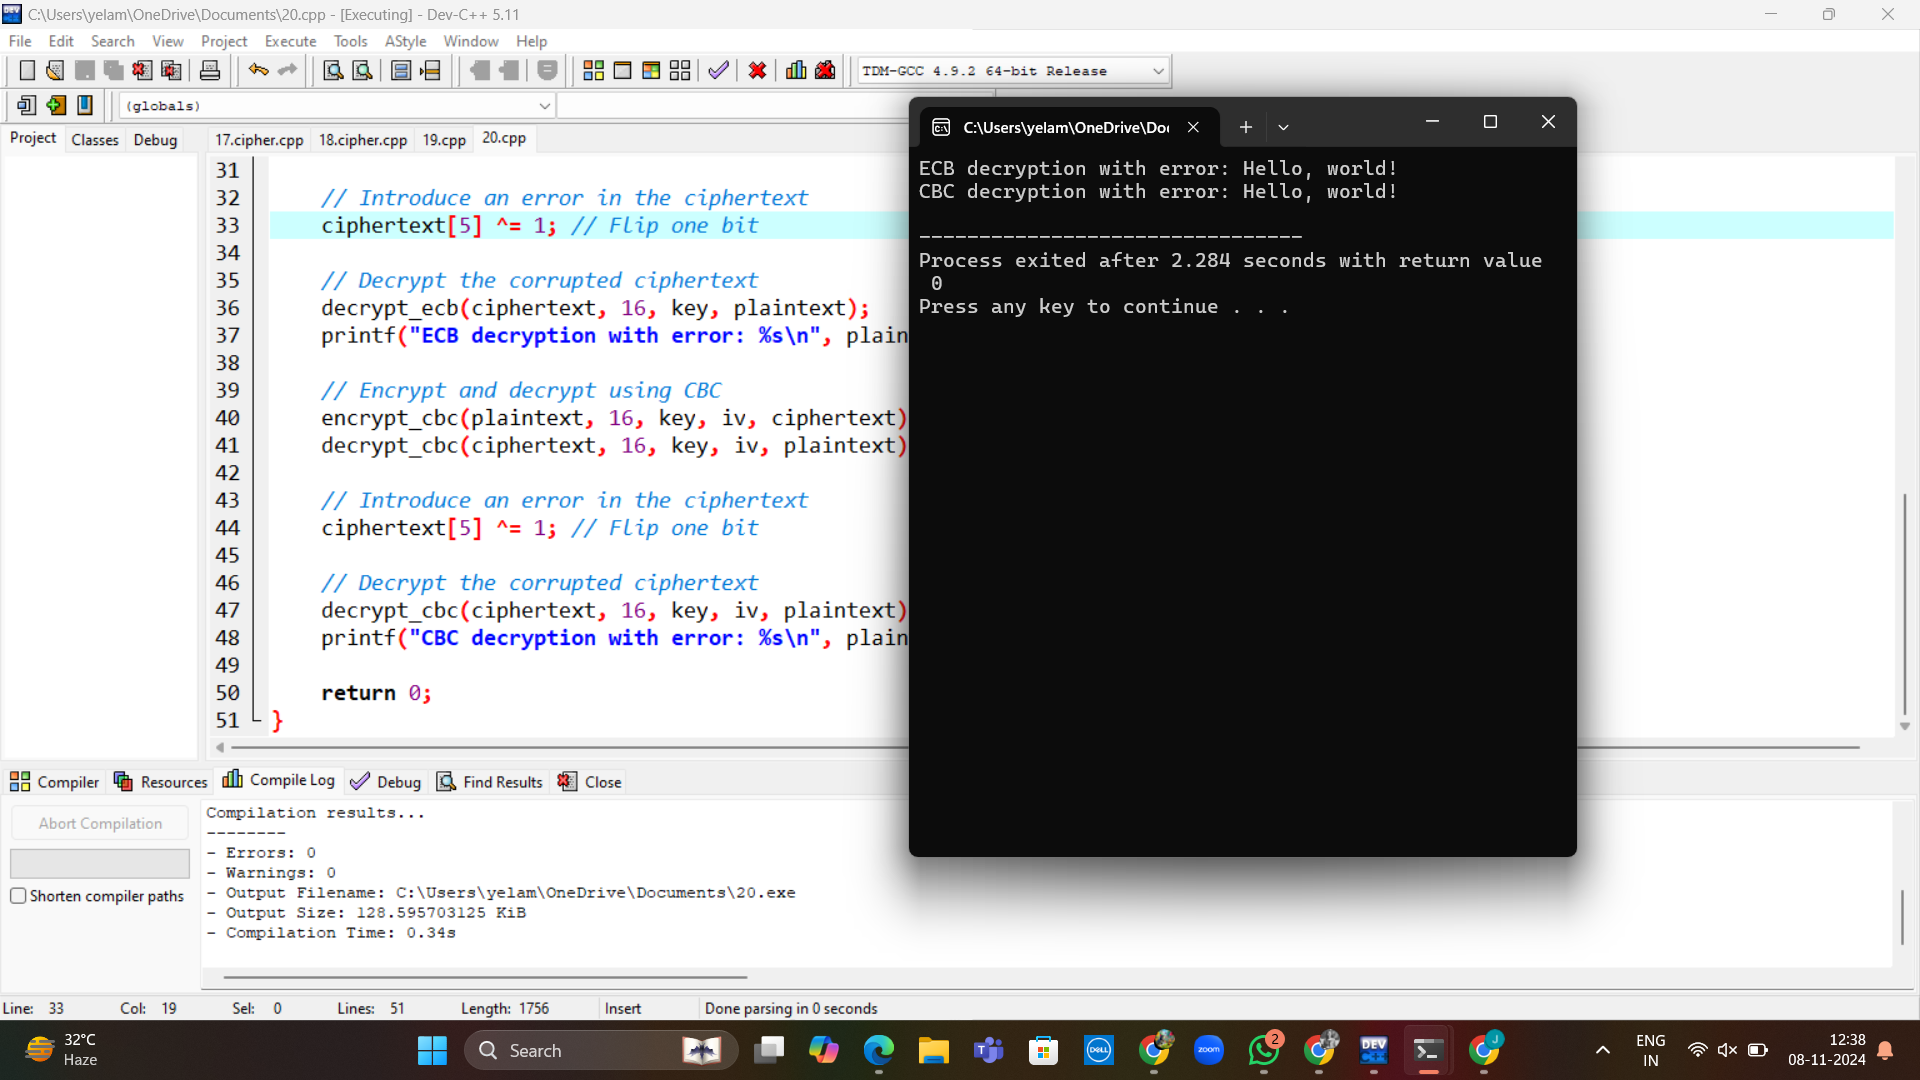 C:\Users\yelam\OneDrive\Documents\20.cpp - [Executing] - Dev-C++ 5.11
File Edit Search View Project Execute Tools AStyle Window Help
TDM-GCC 4.9.2 64-bit Release
(globals)
Project Classes Debug
17.cipher.cpp 18.cipher.cpp 19.cpp 20.cpp
31
32 // Introduce an error in the ciphertext
33 ciphertext[5] ^= 1; // Flip one bit
34
35 // Decrypt the corrupted ciphertext
36 decrypt_ecb(ciphertext, 16, key, plaintext);
37 printf("ECB decryption with error: %s\n", plain
38
39 // Encrypt and decrypt using CBC
40 encrypt_cbc(plaintext, 16, key, iv, ciphertext)
41 decrypt_cbc(ciphertext, 16, key, iv, plaintext)
42
43 // Introduce an error in the ciphertext
44 ciphertext[5] ^= 1; // Flip one bit
45
46 // Decrypt the corrupted ciphertext
47 decrypt_cbc(ciphertext, 16, key, iv, plaintext)
48 printf("CBC decryption with error: %s\n", plain
49
50 return 0;
51 }
C:\Users\yelam\OneDrive\Do
ECB decryption with error: Hello, world!
CBC decryption with error: Hello, world!
--------------------------------
Process exited after 2.284 seconds with return value
0
Press any key to continue . . .
Compiler Resources Compile Log Debug Find Results Close
Abort Compilation
Shorten compiler paths
Compilation results...
--------
- Errors: 0
- Warnings: 0
- Output Filename: C:\Users\yelam\OneDrive\Documents\20.exe
- Output Size: 128.595703125 KiB
- Compilation Time: 0.34s
Line: 33 Col: 19 Sel: 0 Lines: 51 Length: 1756 Insert Done parsing in 0 seconds
32°C
Haze
Search
DELL
zoom
2
DEV
J
ENG
IN
12:38
08-11-2024